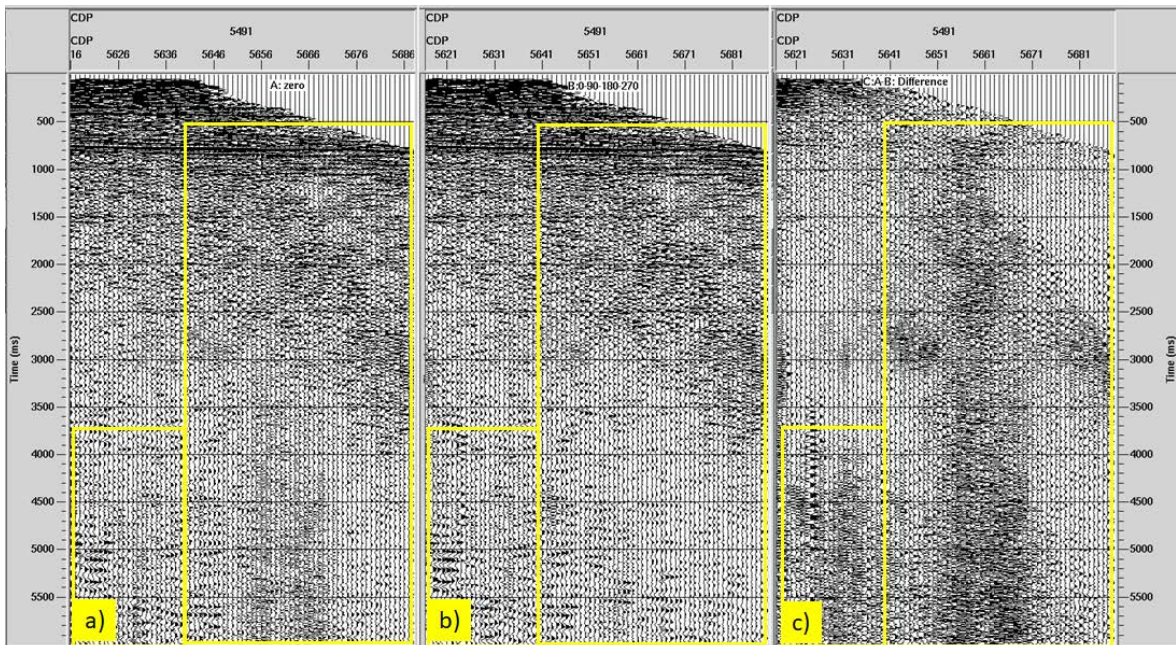 CDP
5491
CDP
16 5626 5636 5646 5656 5666 5676 5686
A: zero
500
1000
1500
2000
2500
3000
3500
4000
4500
5000
5500
Time (ms)
a)
CDP
5491
CDP
5621 5631 5641 5651 5661 5671 5681
B:0-90-180-270
b)
CDP
5491
CDP
5621 5631 5641 5651 5661 5671 5681
C:A-B: Difference
c)
500
1000
1500
2000
2500
3000
3500
4000
4500
5000
5500
Time (ms)